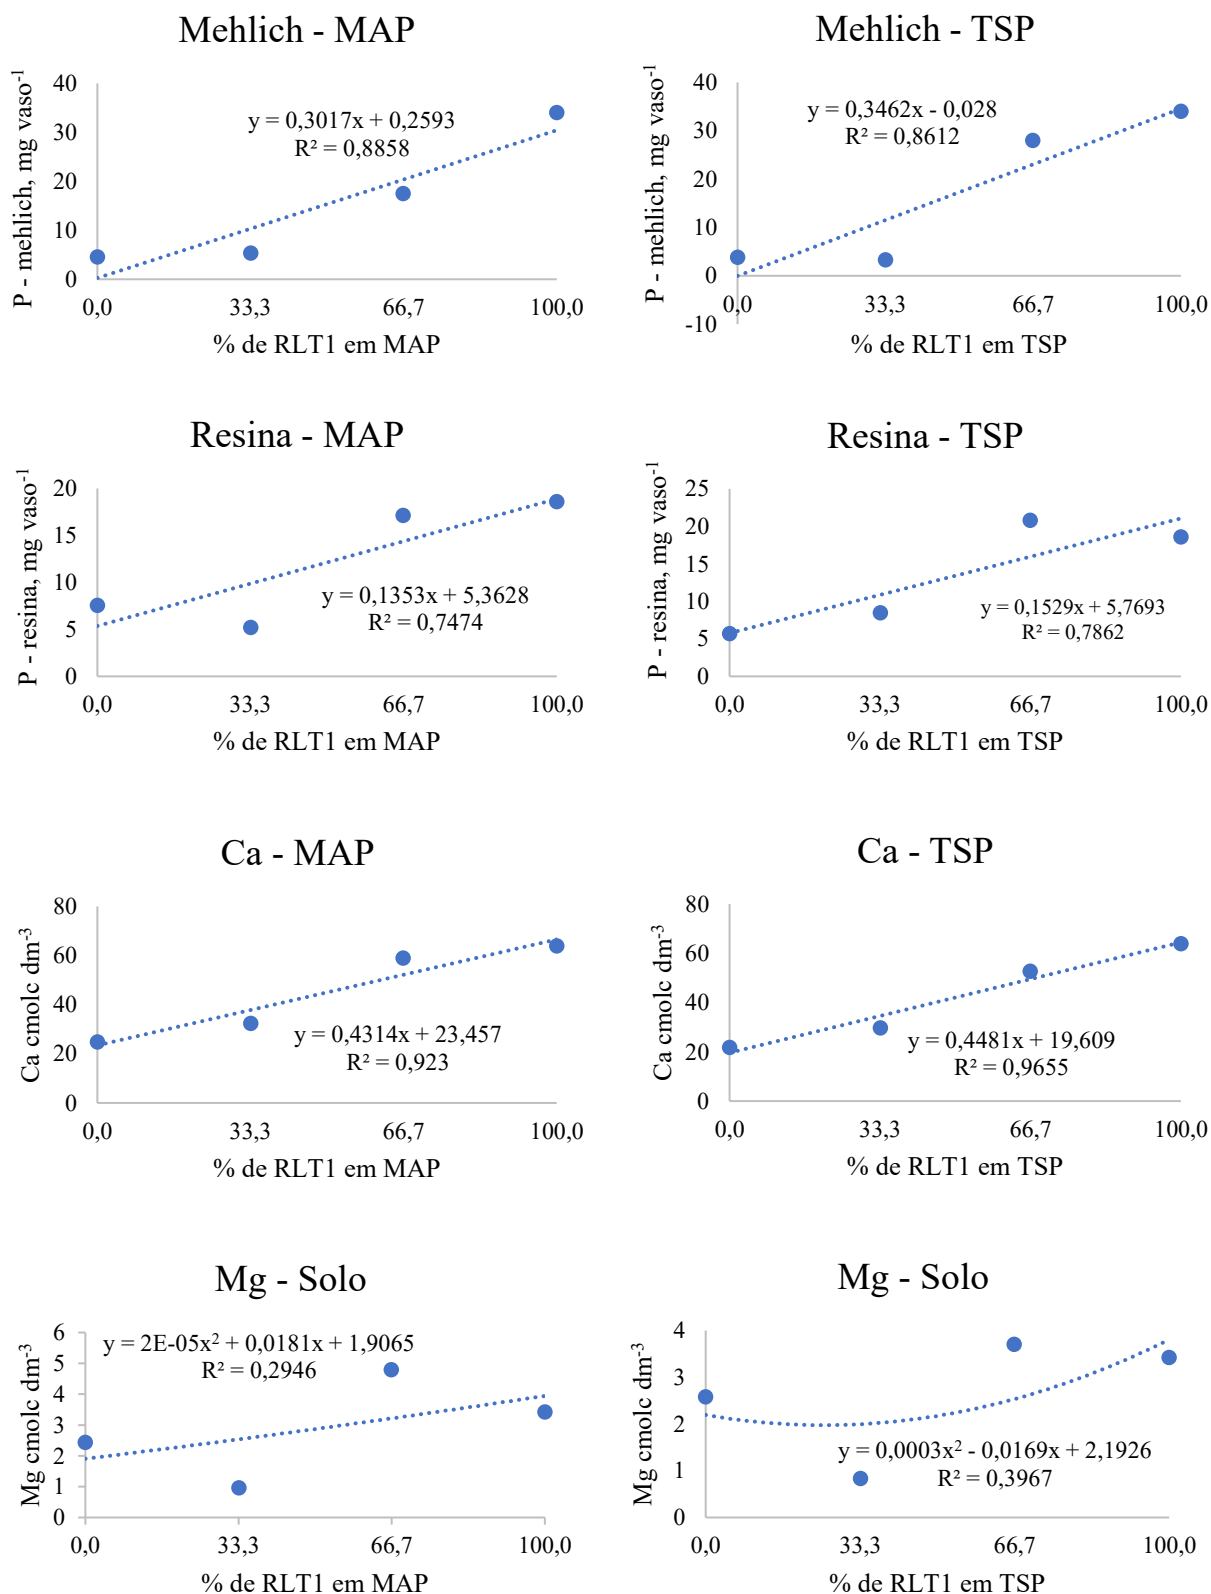 Mehlich - MAP
P - mehlich, mg vaso⁻¹
40
30
20
10
0
y = 0,3017x + 0,2593
R² = 0,8858
0,0 33,3 66,7 100,0
% de RLT1 em MAP
Mehlich - TSP
P - mehlich, mg vaso⁻¹
40
30
20
10
0
-10
y = 0,3462x - 0,028
R² = 0,8612
0,0 33,3 66,7 100,0
% de RLT1 em TSP
Resina - MAP
P - resina, mg vaso⁻¹
20
15
10
5
0
y = 0,1353x + 5,3628
R² = 0,7474
0,0 33,3 66,7 100,0
% de RLT1 em MAP
Resina - TSP
P - resina, mg vaso⁻¹
25
20
15
10
5
0
y = 0,1529x + 5,7693
R² = 0,7862
0,0 33,3 66,7 100,0
% de RLT1 em TSP
Ca - MAP
Ca cmolc dm⁻³
80
60
40
20
0
y = 0,4314x + 23,457
R² = 0,923
0,0 33,3 66,7 100,0
% de RLT1 em MAP
Ca - TSP
Ca cmolc dm⁻³
80
60
40
20
0
y = 0,4481x + 19,609
R² = 0,9655
0,0 33,3 66,7 100,0
% de RLT1 em TSP
Mg - Solo
Mg cmolc dm⁻³
6
5
4
3
2
1
0
y = 2E-05x² + 0,0181x + 1,9065
R² = 0,2946
0,0 33,3 66,7 100,0
% de RLT1 em MAP
Mg - Solo
Mg cmolc dm⁻³
4
3
2
1
0
y = 0,0003x² - 0,0169x + 2,1926
R² = 0,3967
0,0 33,3 66,7 100,0
% de RLT1 em TSP